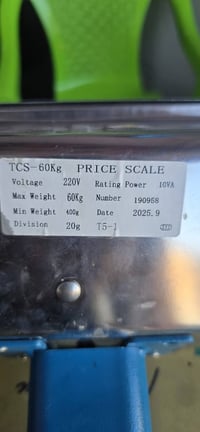 TCS-60Kg PRICE SCALE
Voltage 220V Rating Power 10VA
Max Weight 60Kg Number 190958
Min Weight 400g Date 2025.9
Division 20g T5-1